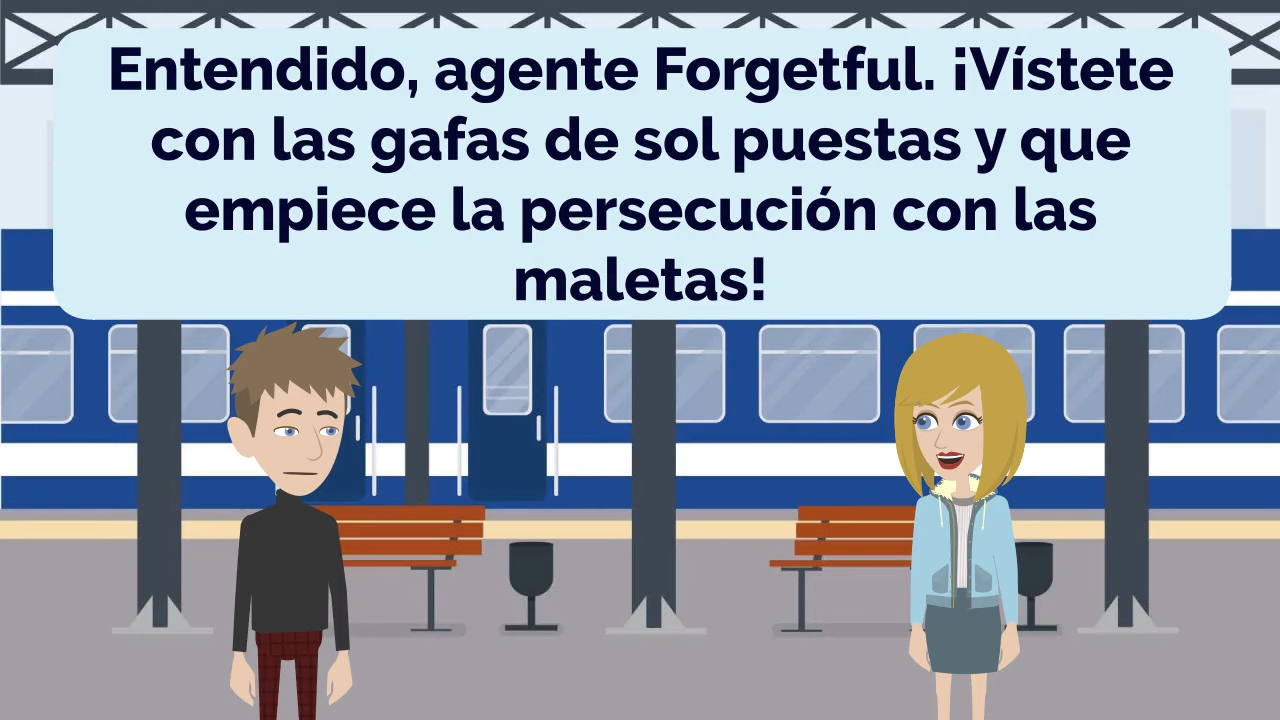 Entendido, agente Forgetful. ¡Vístete
con las gafas de sol puestas y que
empiece la persecución con las
maletas!